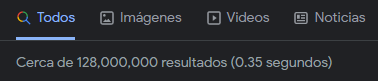 Todos Imágenes Videos Noticias
Cerca de 128,000,000 resultados (0.35 segundos)